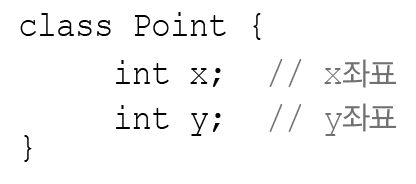 class Point {
int x; // x좌표
int y; // y좌표
}